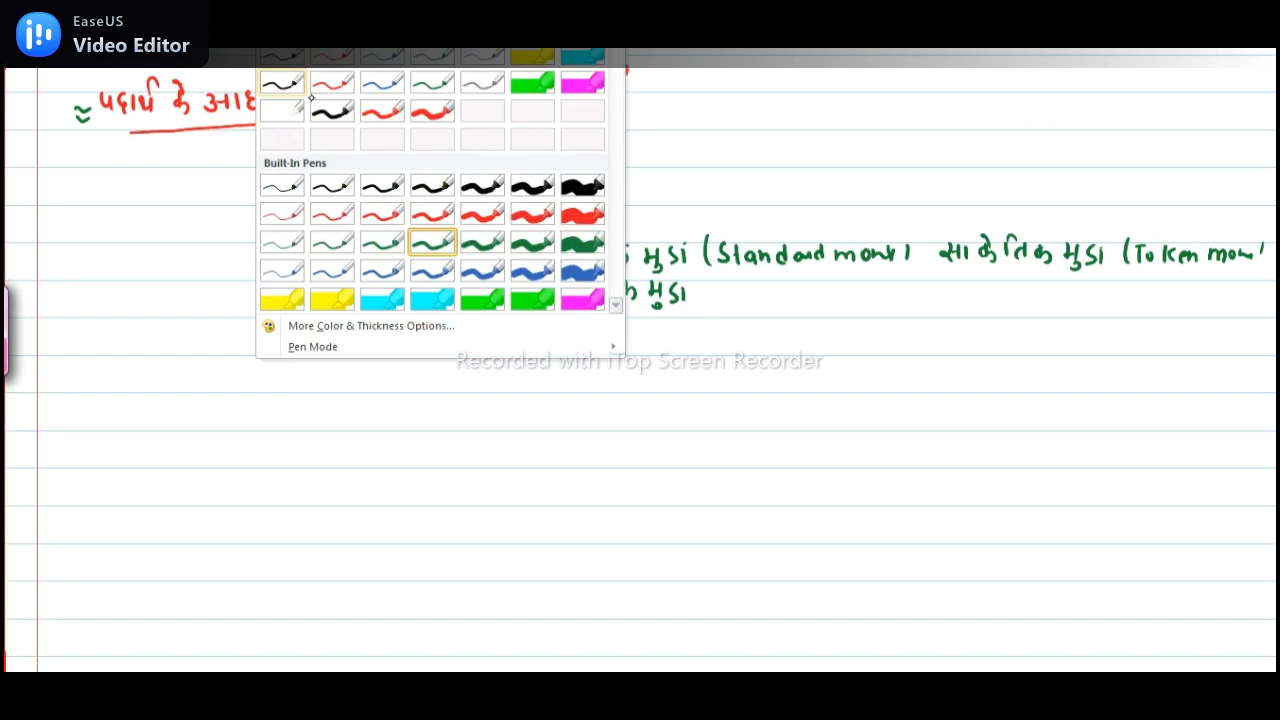 EaseUS
Video Editor
पदार्थ के आधा
Built-In Pens
मुद्रा (Standard money) सांकेतिक मुद्रा (Token mon
क मुद्रा
More Color & Thickness Options...
Pen Mode
Recorded with iTop Screen Recorder